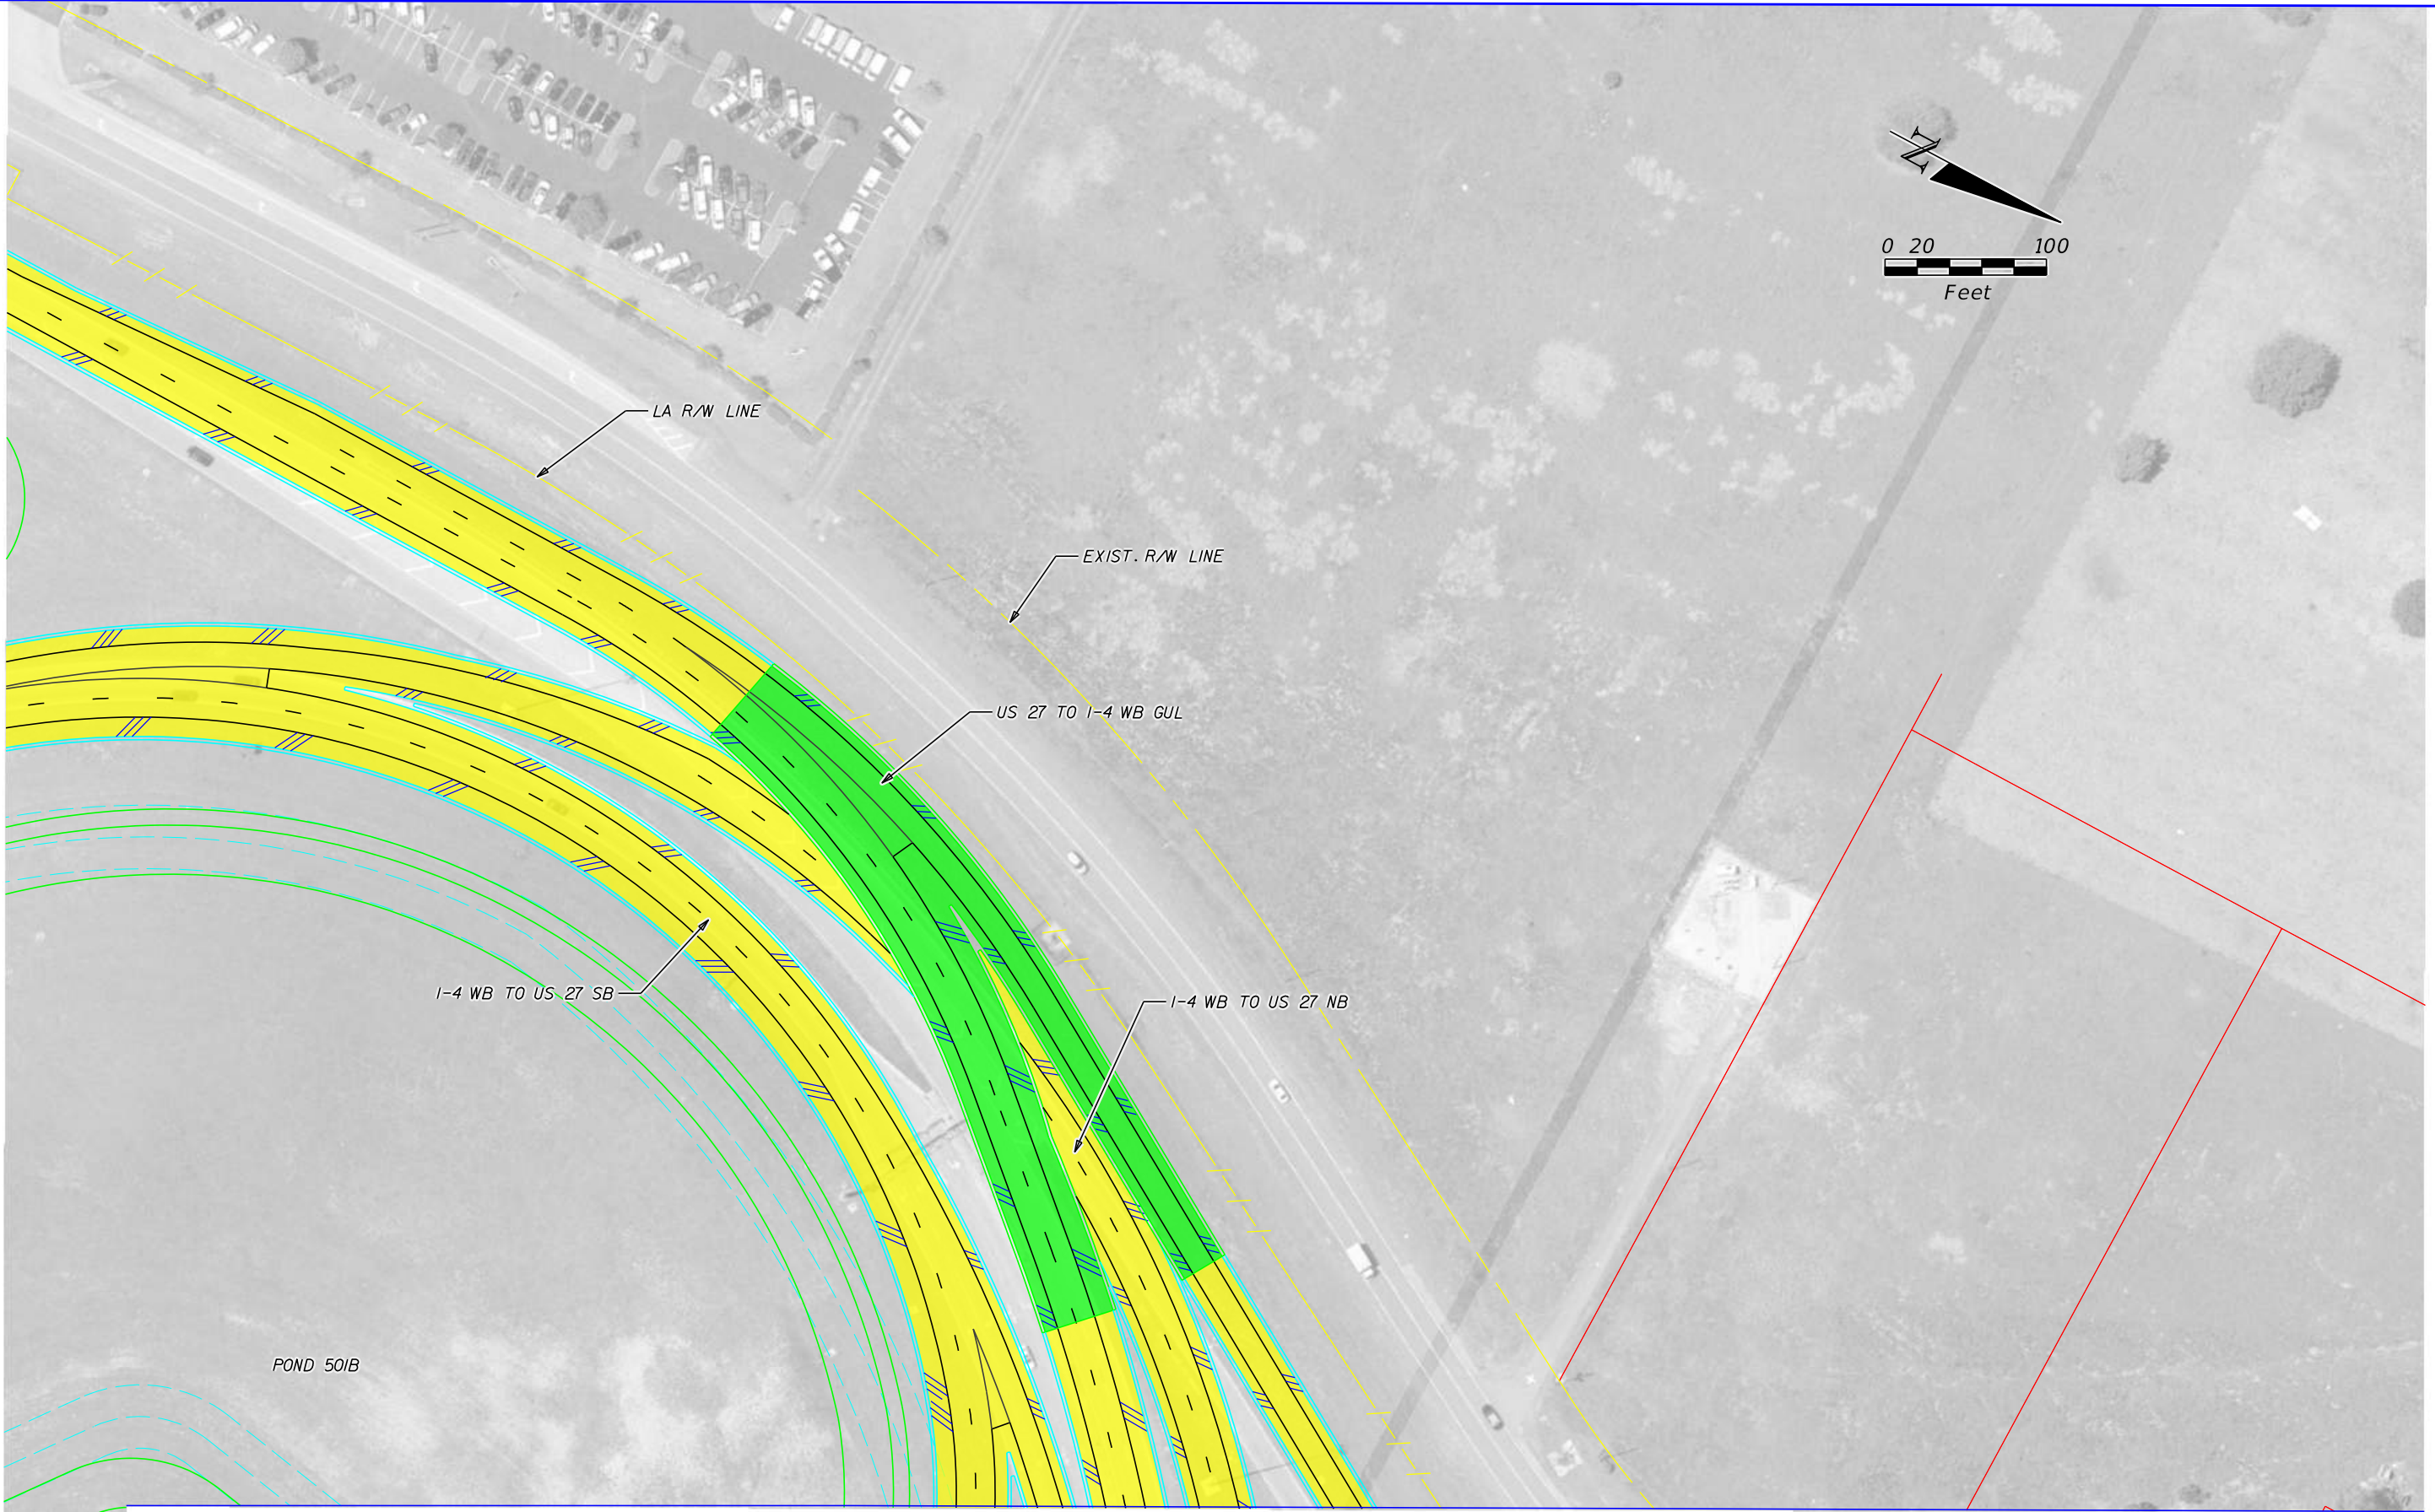 N
0 20 100
Feet
LA R/W LINE
EXIST. R/W LINE
US 27 TO I-4 WB GUL
I-4 WB TO US 27 SB
I-4 WB TO US 27 NB
POND 501B